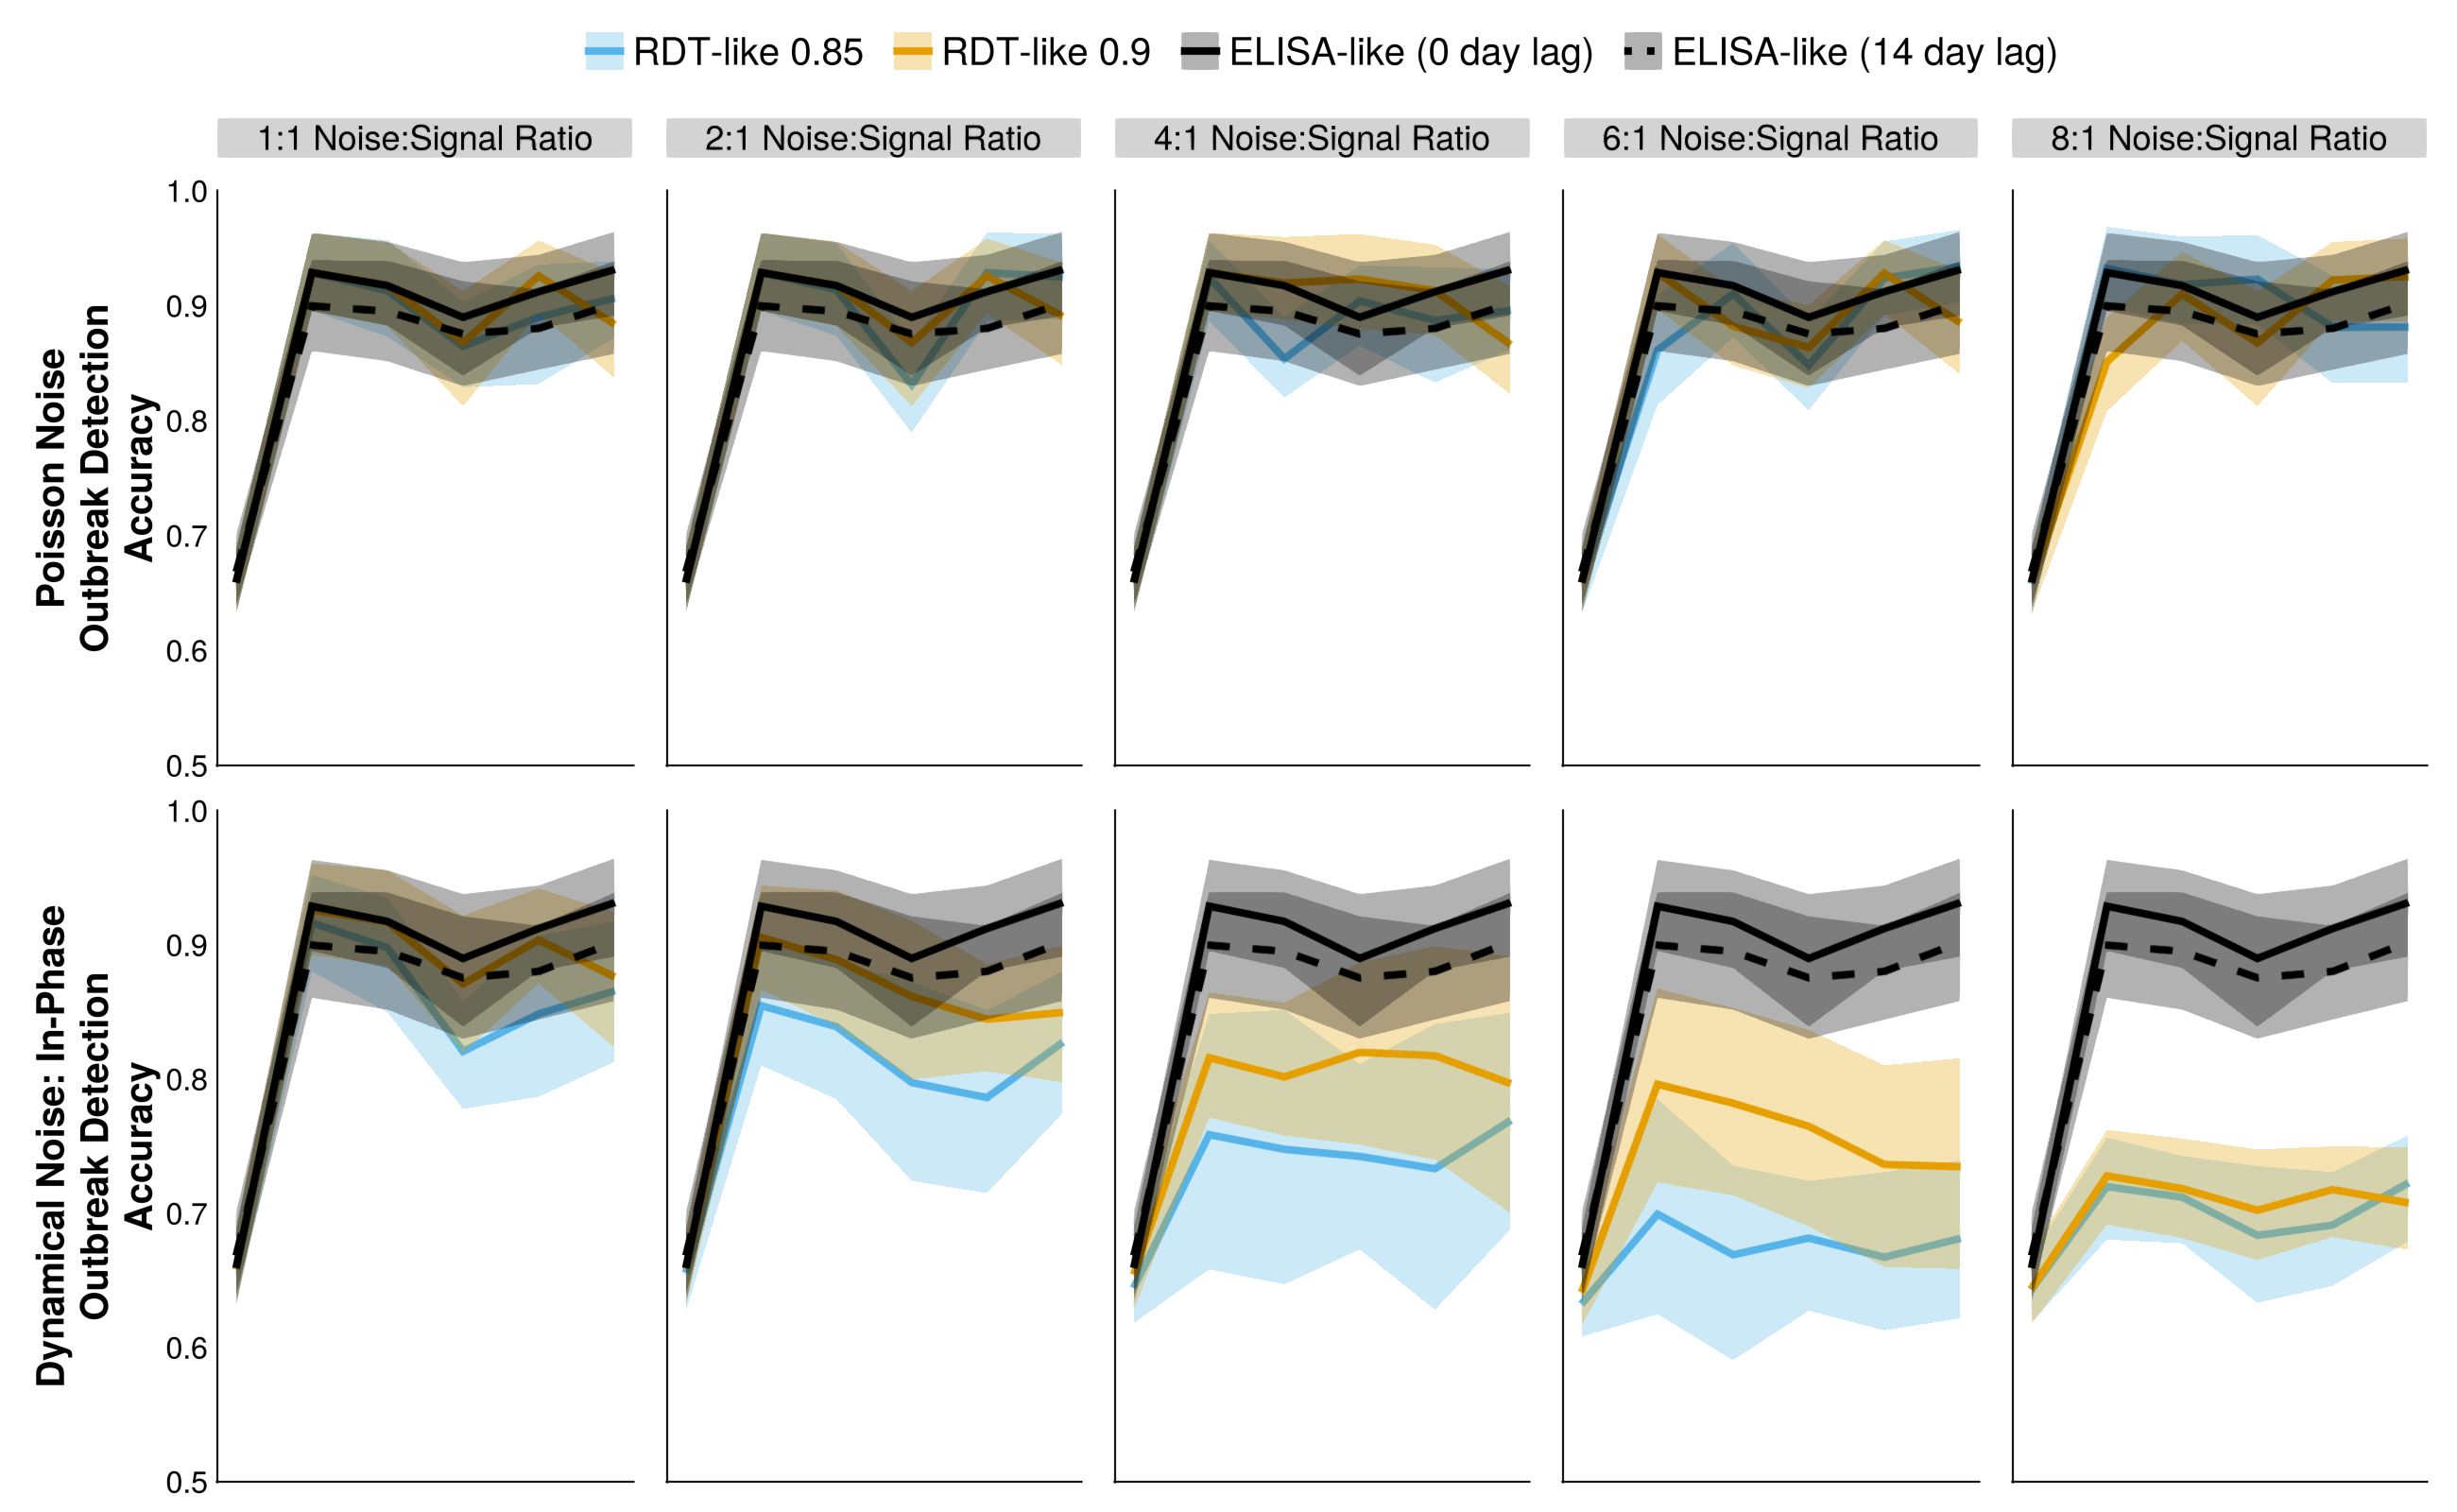 RDT-like 0.85 RDT-like 0.9 ELISA-like (0 day lag) ELISA-like (14 day lag)
1:1 Noise:Signal Ratio 2:1 Noise:Signal Ratio 4:1 Noise:Signal Ratio 6:1 Noise:Signal Ratio 8:1 Noise:Signal Ratio
Poisson Noise
Outbreak Detection
Accuracy
1.0
0.9
0.8
0.7
0.6
0.5
Dynamical Noise: In-Phase
Outbreak Detection
Accuracy
1.0
0.9
0.8
0.7
0.6
0.5